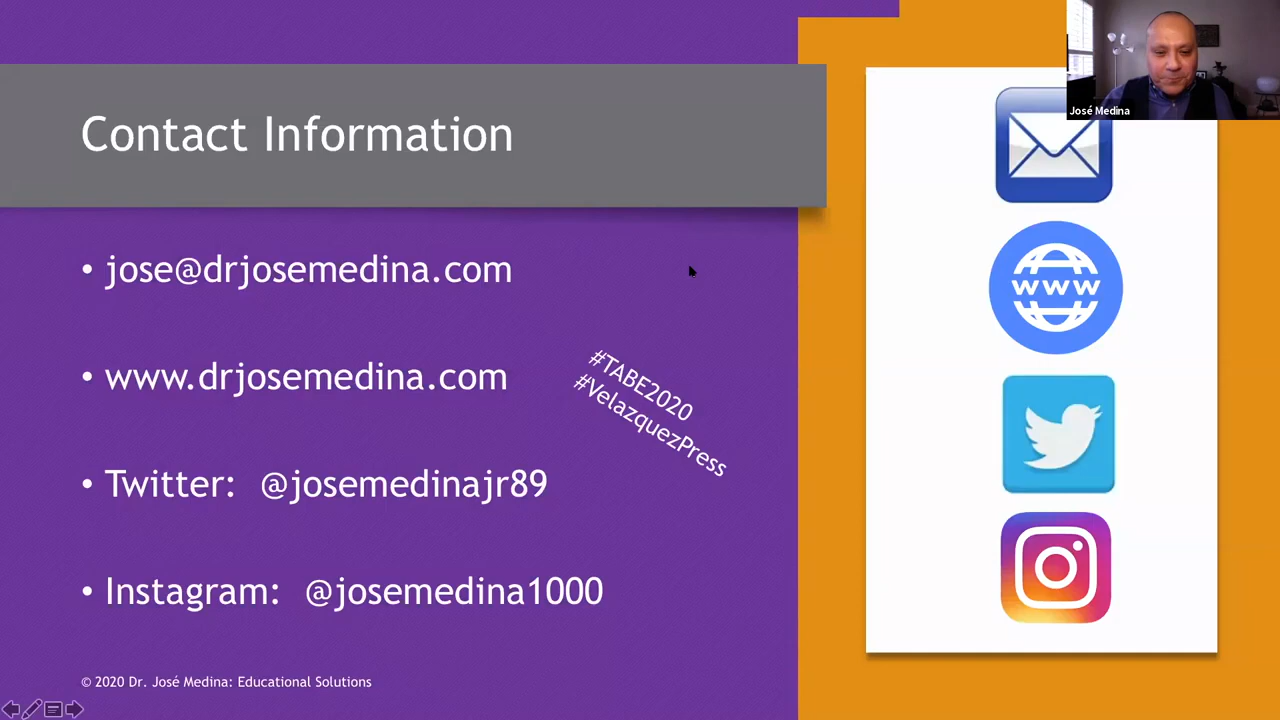 José Medina
Contact Information
• jose@drjosemedina.com
• www.drjosemedina.com
• Twitter: @josemedinajr89
• Instagram: @josemedina1000
#TABE2020
#VelazquezPress
www
© 2020 Dr. José Medina: Educational Solutions